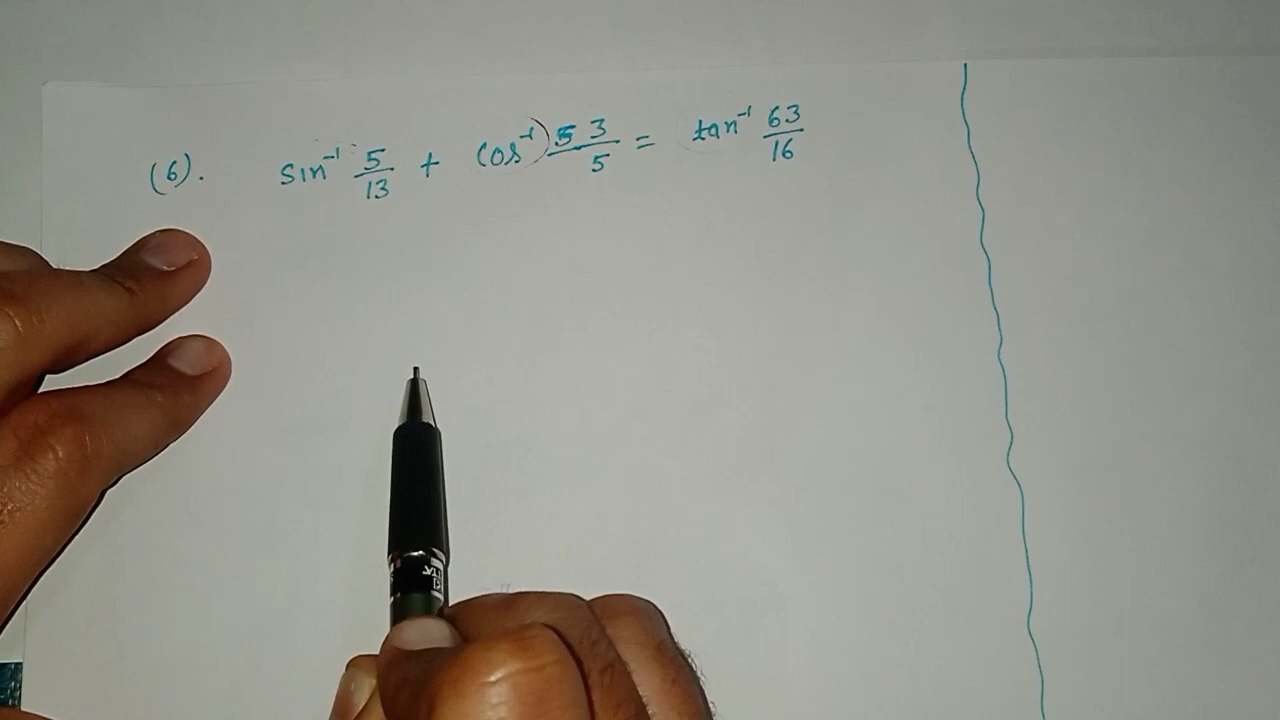 (6). sin⁻¹ 5/13 + cos⁻¹ 3/5 = tan⁻¹ 63/16